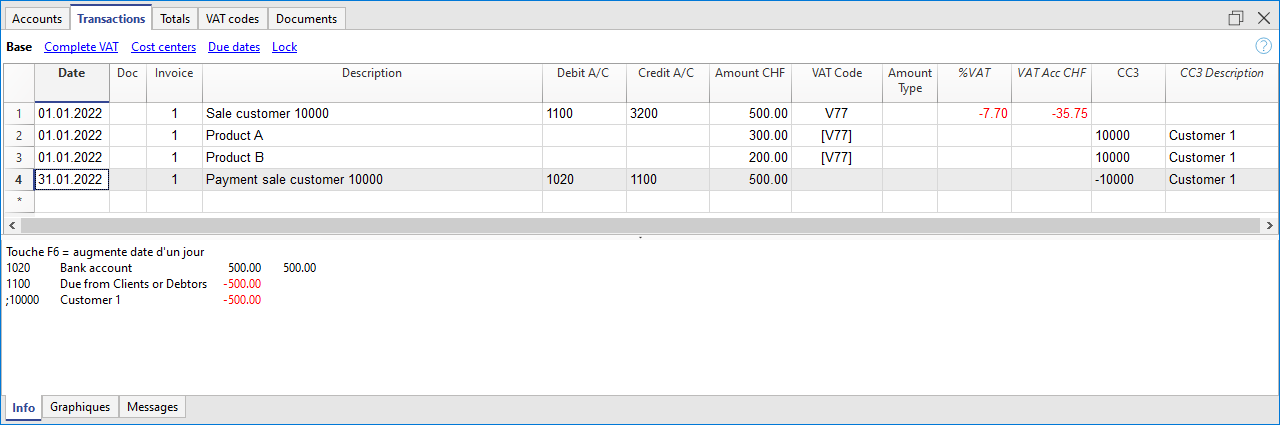 Accounts Transactions Totals VAT codes Documents
Base Complete VAT Cost centers Due dates Lock ?
Date Doc Invoice Description Debit A/C Credit A/C Amount CHF VAT Code Amount Type %VAT VAT Acc CHF CC3 CC3 Description
1 01.01.2022 1 Sale customer 10000 1100 3200 500.00 V77 -7.70 -35.75
2 01.01.2022 1 Product A 300.00 [V77] 10000 Customer 1
3 01.01.2022 1 Product B 200.00 [V77] 10000 Customer 1
4 31.01.2022 1 Payment sale customer 10000 1020 1100 500.00 -10000 Customer 1
*
Touche F6 = augmente date d'un jour
1020 Bank account 500.00 500.00
1100 Due from Clients or Debtors -500.00
;10000 Customer 1 -500.00
Info Graphiques Messages